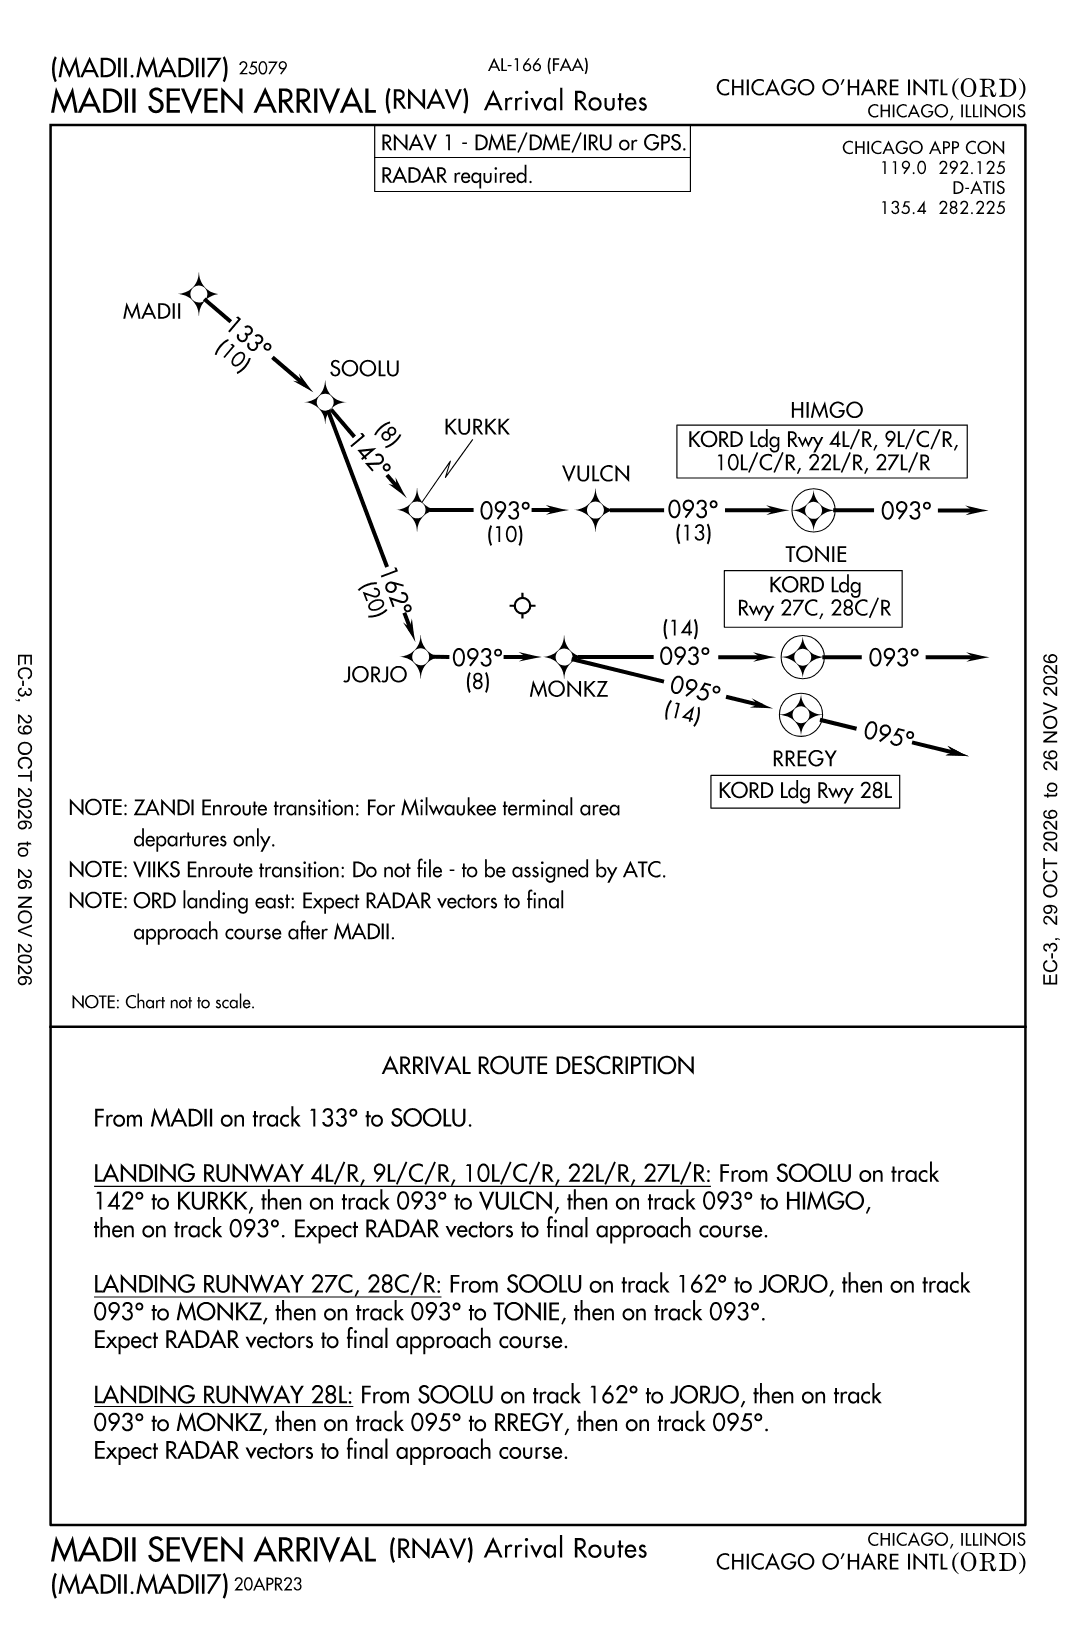 (MADII.MADII7) 25079
AL-166 (FAA)
MADII SEVEN ARRIVAL (RNAV) Arrival Routes
CHICAGO O'HARE INTL (ORD)
CHICAGO, ILLINOIS
RNAV 1 - DME/DME/IRU or GPS.
RADAR required.
CHICAGO APP CON
119.0 292.125
D-ATIS
135.4 282.225
MADII
133°
(10)
SOOLU
(8)
142°
KURKK
093°
(10)
VULCN
093°
(13)
HIMGO
KORD Ldg Rwy 4L/R, 9L/C/R,
10L/C/R, 22L/R, 27L/R
093°
162°
(20)
JORJO
093°
(8)
MONKZ
(14)
093°
TONIE
KORD Ldg
Rwy 27C, 28C/R
093°
095°
(14)
RREGY
KORD Ldg Rwy 28L
095°
NOTE: ZANDI Enroute transition: For Milwaukee terminal area
departures only.
NOTE: VIIKS Enroute transition: Do not file - to be assigned by ATC.
NOTE: ORD landing east: Expect RADAR vectors to final
approach course after MADII.
NOTE: Chart not to scale.
EC-3, 29 OCT 2026 to 26 NOV 2026
EC-3, 29 OCT 2026 to 26 NOV 2026
ARRIVAL ROUTE DESCRIPTION
From MADII on track 133° to SOOLU.
LANDING RUNWAY 4L/R, 9L/C/R, 10L/C/R, 22L/R, 27L/R: From SOOLU on track
142° to KURKK, then on track 093° to VULCN, then on track 093° to HIMGO,
then on track 093°. Expect RADAR vectors to final approach course.
LANDING RUNWAY 27C, 28C/R: From SOOLU on track 162° to JORJO, then on track
093° to MONKZ, then on track 093° to TONIE, then on track 093°.
Expect RADAR vectors to final approach course.
LANDING RUNWAY 28L: From SOOLU on track 162° to JORJO, then on track
093° to MONKZ, then on track 095° to RREGY, then on track 095°.
Expect RADAR vectors to final approach course.
MADII SEVEN ARRIVAL (RNAV) Arrival Routes
(MADII.MADII7) 20APR23
CHICAGO, ILLINOIS
CHICAGO O'HARE INTL (ORD)